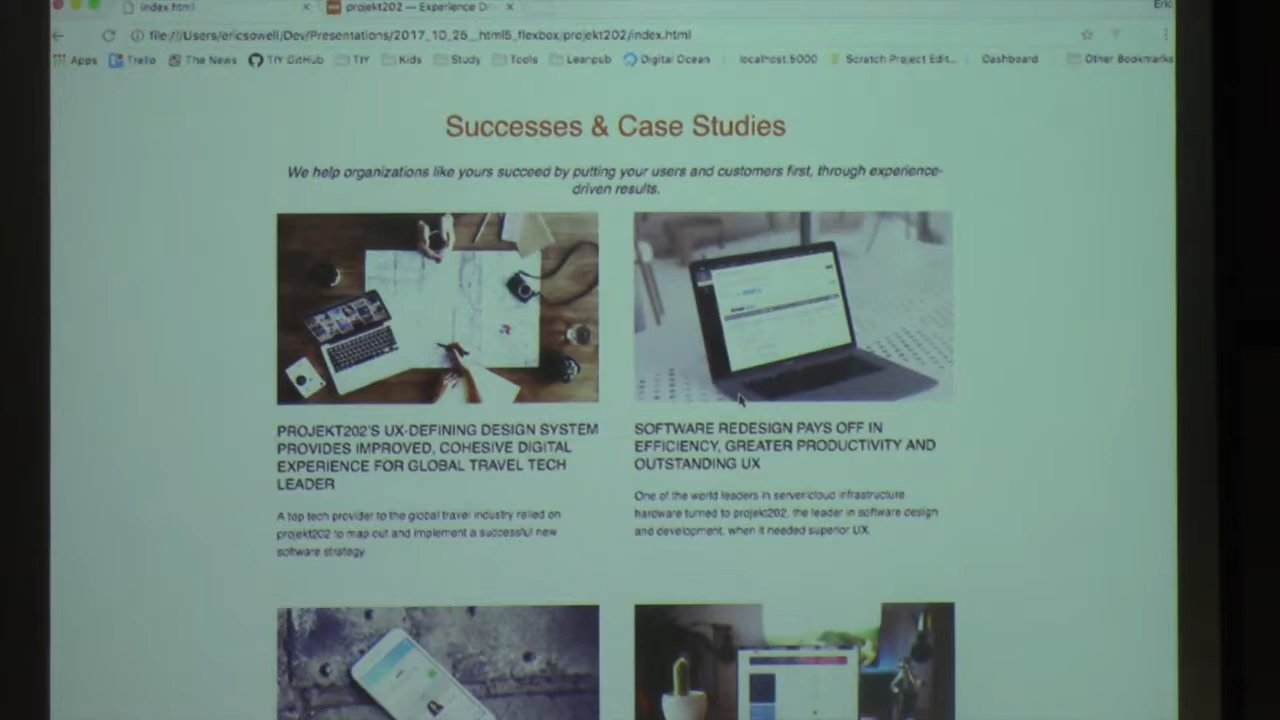 index.html
projekt202 — Experience D
Eric
file:///Users/ericsowell/Dev/Presentations/2017_10_25__html5_flexbox/projekt202/index.html
Apps Trello The News TIY GitHub TIY Kids Study Tools Leanpub Digital Ocean localhost:5000 Scratch Project Edit... Dashboard Other Bookmarks
Successes & Case Studies
We help organizations like yours succeed by putting your users and customers first, through experience-
driven results.
PROJEKT202'S UX-DEFINING DESIGN SYSTEM
PROVIDES IMPROVED, COHESIVE DIGITAL
EXPERIENCE FOR GLOBAL TRAVEL TECH
LEADER
A top tech provider to the global travel industry relied on
projekt202 to map out and implement a successful new
software strategy.
SOFTWARE REDESIGN PAYS OFF IN
EFFICIENCY, GREATER PRODUCTIVITY AND
OUTSTANDING UX
One of the world leaders in server/cloud infrastructure
hardware turned to projekt202, the leader in software design
and development, when it needed superior UX.